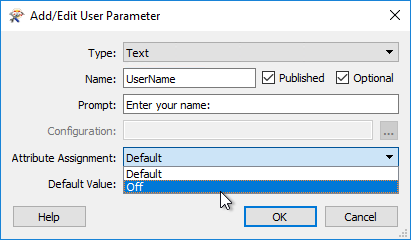 Add/Edit User Parameter
Type: Text
Name: UserName Published Optional
Prompt: Enter your name:
Configuration: ...
Attribute Assignment: Default
Default
Default Value: Off
Help OK Cancel